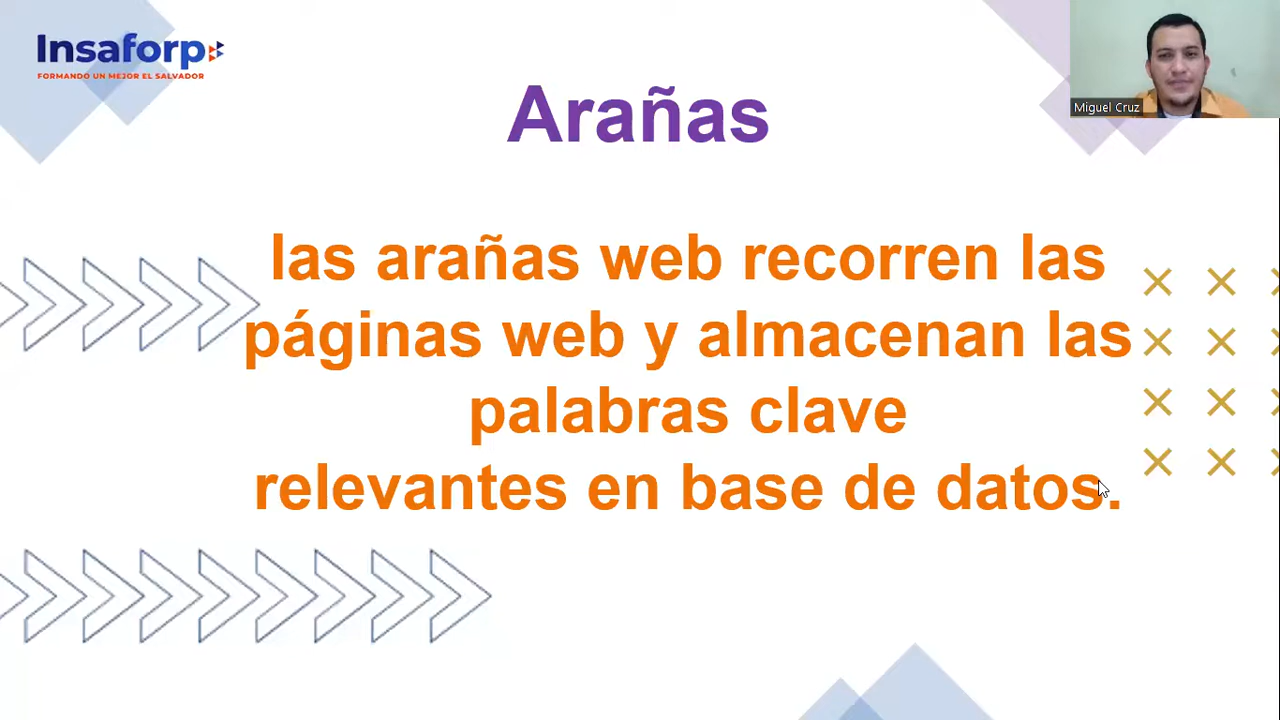 Insaforp
FORMANDO UN MEJOR EL SALVADOR
Miguel Cruz
Arañas
las arañas web recorren las
páginas web y almacenan las
palabras clave
relevantes en base de datos.